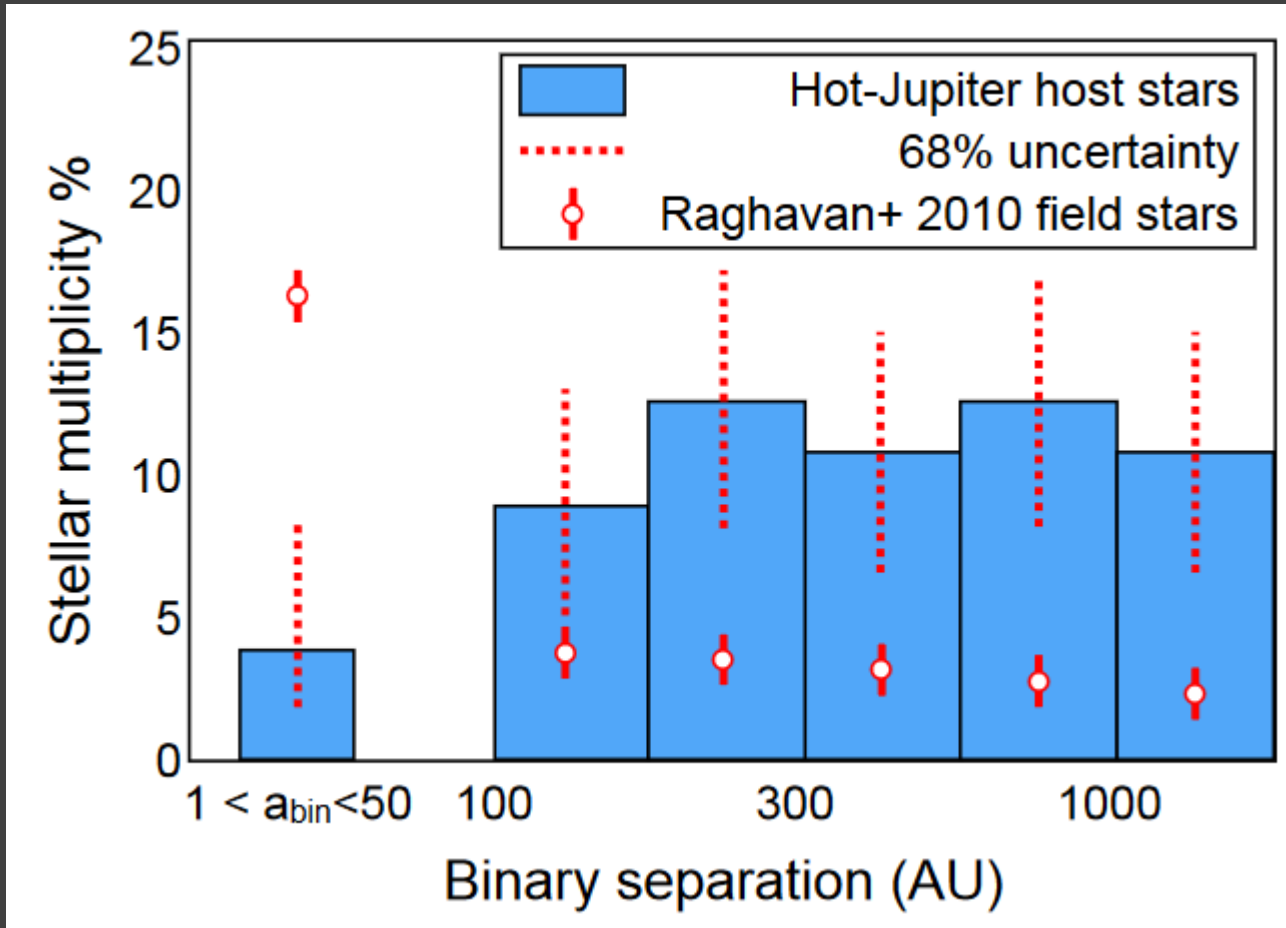 25
20
15
10
5
0
Stellar multiplicity %
Hot-Jupiter host stars
68% uncertainty
Raghavan+ 2010 field stars
1 < abin<50 100 300 1000
Binary separation (AU)